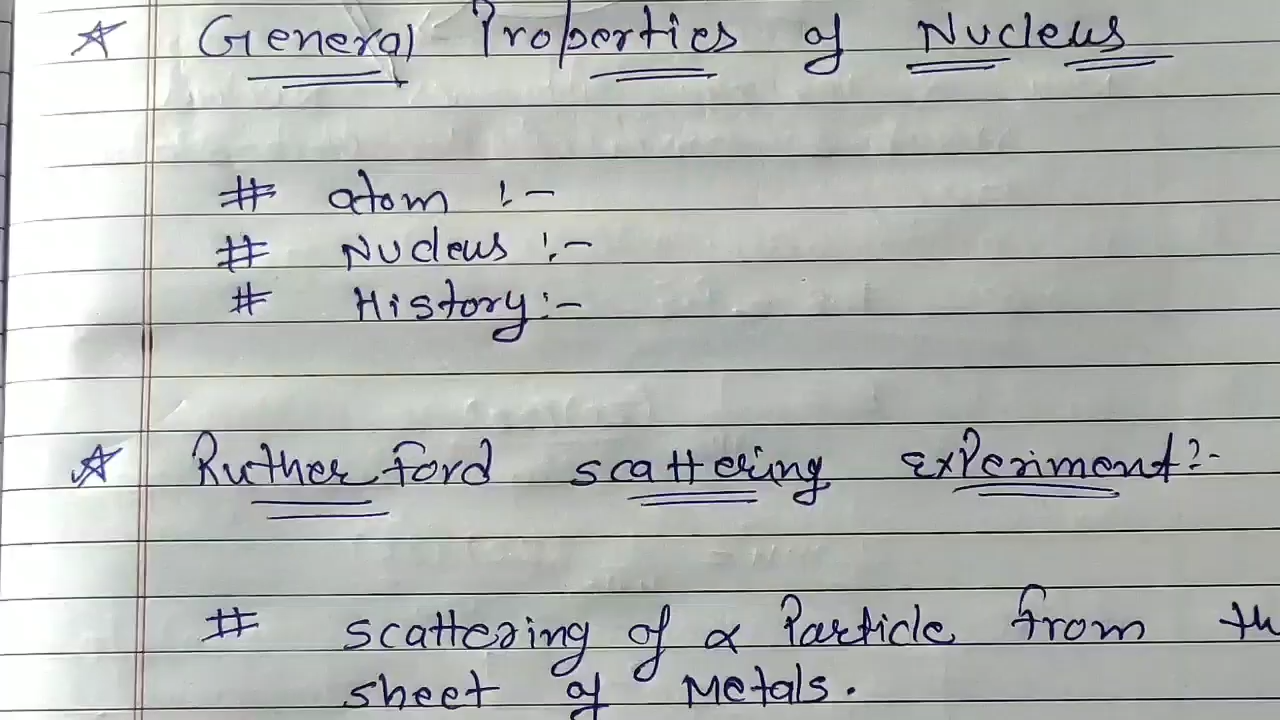 ☆ General Properties of Nucleus
# atom :-
# Nucleus :-
# History :-
☆ Rutherford scattering experiment :-
# scattering of α Particle from
sheet of Metals.